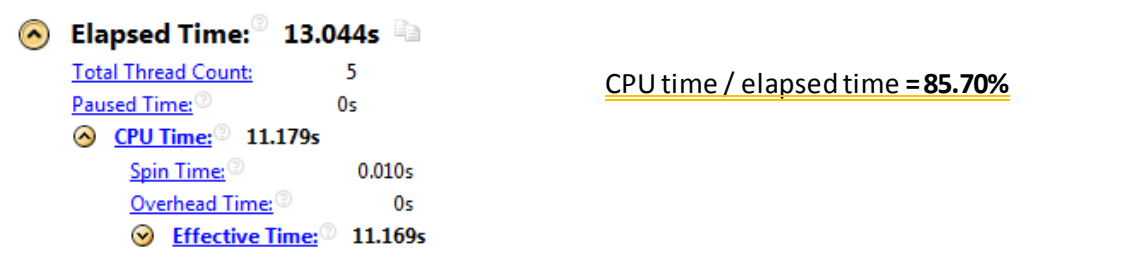 Elapsed Time: 13.044s
Total Thread Count: 5
Paused Time: 0s
CPU Time: 11.179s
Spin Time: 0.010s
Overhead Time: 0s
Effective Time: 11.169s
CPU time / elapsed time = 85.70%